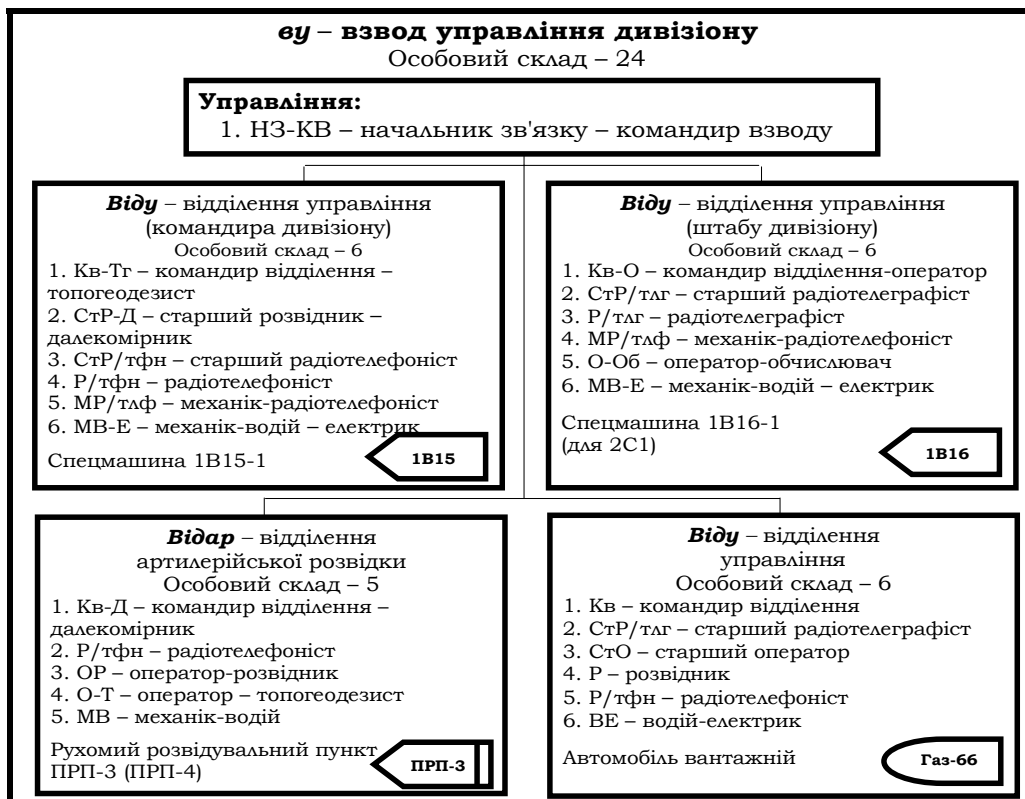 ву – взвод управління дивізіону
Особовий склад – 24
Управління:
1. НЗ-КВ – начальник зв'язку – командир взводу
Віду – відділення управління
(командира дивізіону)
Особовий склад – 6
1. Кв-Тг – командир відділення –
топогеодезист
2. СтР-Д – старший розвідник –
далекомірник
3. СтР/тфн – старший радіотелефоніст
4. Р/тфн – радіотелефоніст
5. МР/тлф – механік-радіотелефоніст
6. МВ-Е – механік-водій – електрик
Спецмашина 1В15-1
1В15
Віду – відділення управління
(штабу дивізіону)
Особовий склад – 6
1. Кв-О – командир відділення-оператор
2. СтР/тлг – старший радіотелеграфіст
3. Р/тлг – радіотелеграфіст
4. МР/тлф – механік-радіотелефоніст
5. О-Об – оператор-обчислювач
6. МВ-Е – механік-водій – електрик
Спецмашина 1В16-1
(для 2С1)
1В16
Відар – відділення
артилерійської розвідки
Особовий склад – 5
1. Кв-Д – командир відділення –
далекомірник
2. Р/тфн – радіотелефоніст
3. ОР – оператор-розвідник
4. О-Т – оператор – топогеодезист
5. МВ – механік-водій
Рухомий розвідувальний пункт
ПРП-3 (ПРП-4)
ПРП-3
Віду – відділення
управління
Особовий склад – 6
1. Кв – командир відділення
2. СтР/тлг – старший радіотелеграфіст
3. СтО – старший оператор
4. Р – розвідник
5. Р/тфн – радіотелефоніст
6. ВЕ – водій-електрик
Автомобіль вантажній
Газ-66